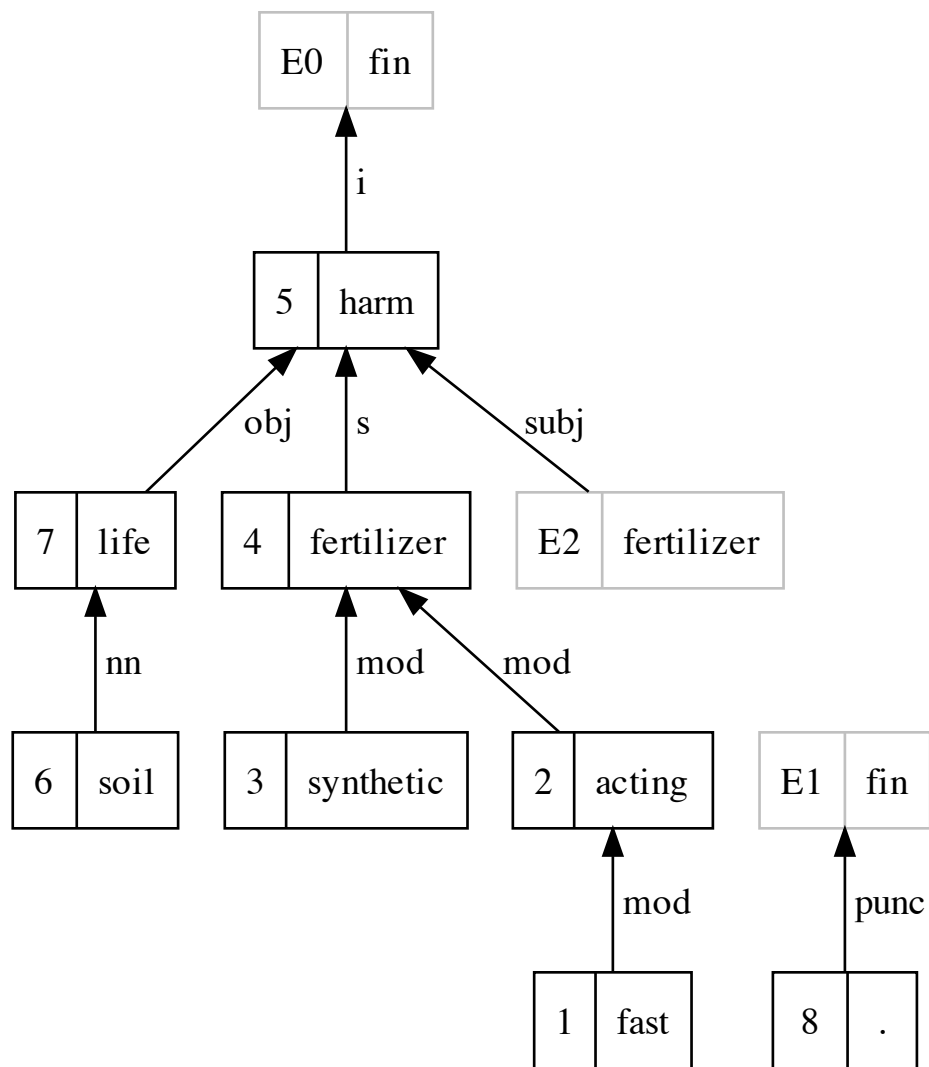 E0 fin
i
5 harm
obj s subj
7 life 4 fertilizer E2 fertilizer
nn mod mod
6 soil 3 synthetic 2 acting E1 fin
mod punc
1 fast 8 .